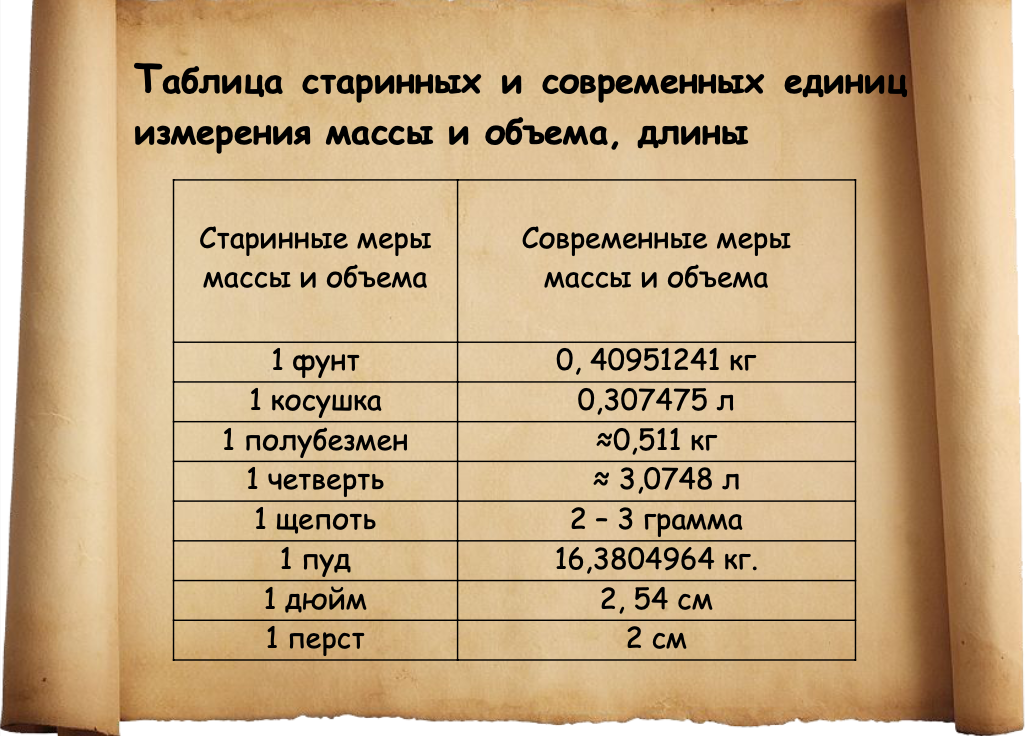 Таблица старинных и современных единиц
измерения массы и объема, длины
Старинные меры
массы и объема
Современные меры
массы и объема
1 фунт 0, 40951241 кг
1 косушка 0,307475 л
1 полубезмен ≈0,511 кг
1 четверть ≈ 3,0748 л
1 щепоть 2 – 3 грамма
1 пуд 16,3804964 кг.
1 дюйм 2, 54 см
1 перст 2 см